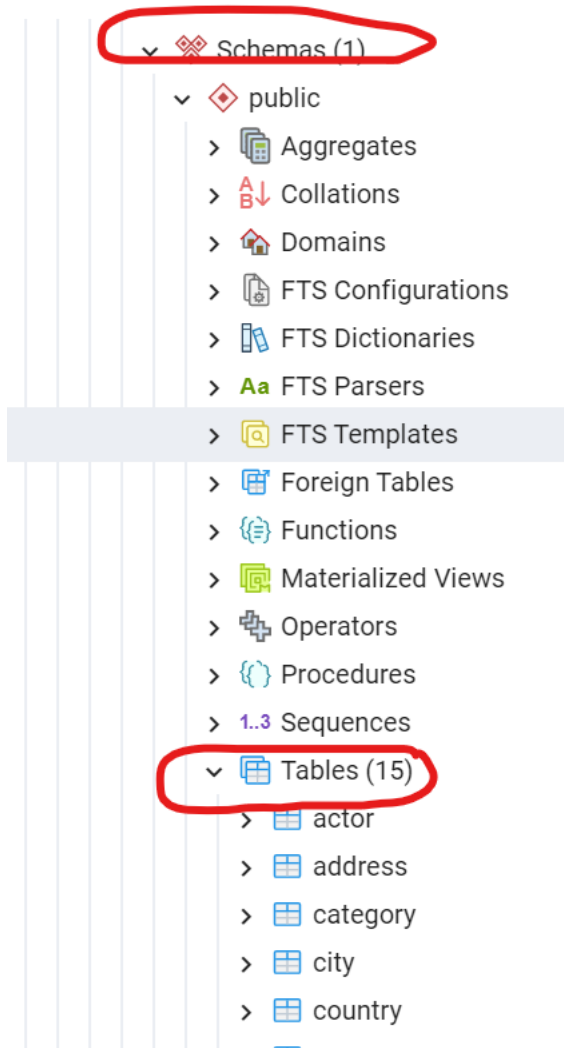 Schemas (1)
public
Aggregates
Collations
Domains
FTS Configurations
FTS Dictionaries
Aa FTS Parsers
FTS Templates
Foreign Tables
Functions
Materialized Views
Operators
Procedures
1..3 Sequences
Tables (15)
actor
address
category
city
country